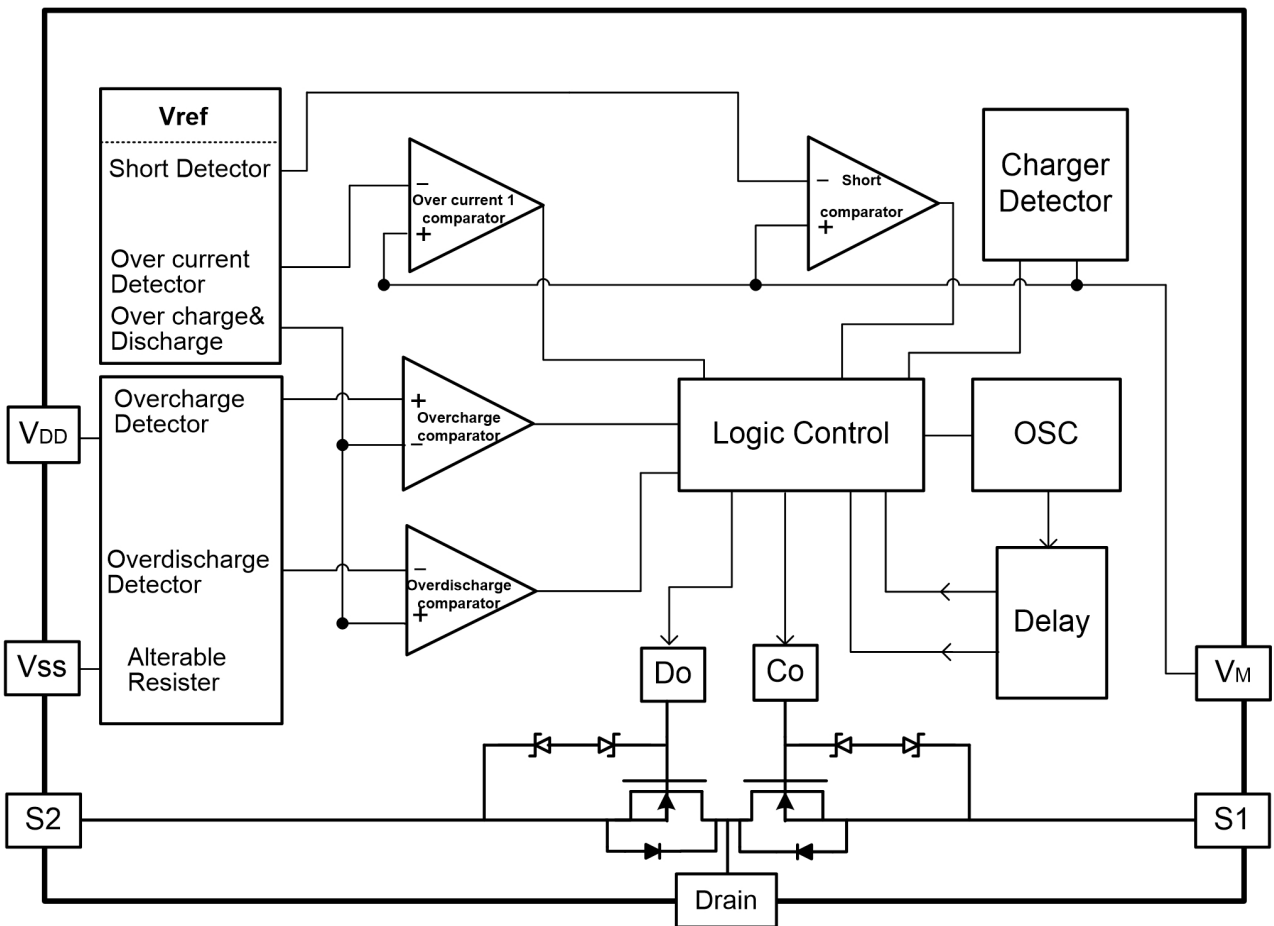 Vref
Short Detector
Over current
Detector
Over charge&
Discharge
−
Over current 1
comparator
+
− Short
comparator
+
Charger
Detector
Overcharge
Detector
+
Overcharge
comparator
−
Logic Control
OSC
VDD
Overdischarge
Detector
−
Overdischarge
comparator
+
Delay
Vss
Alterable
Resister
Do
Co
VM
S2
S1
Drain